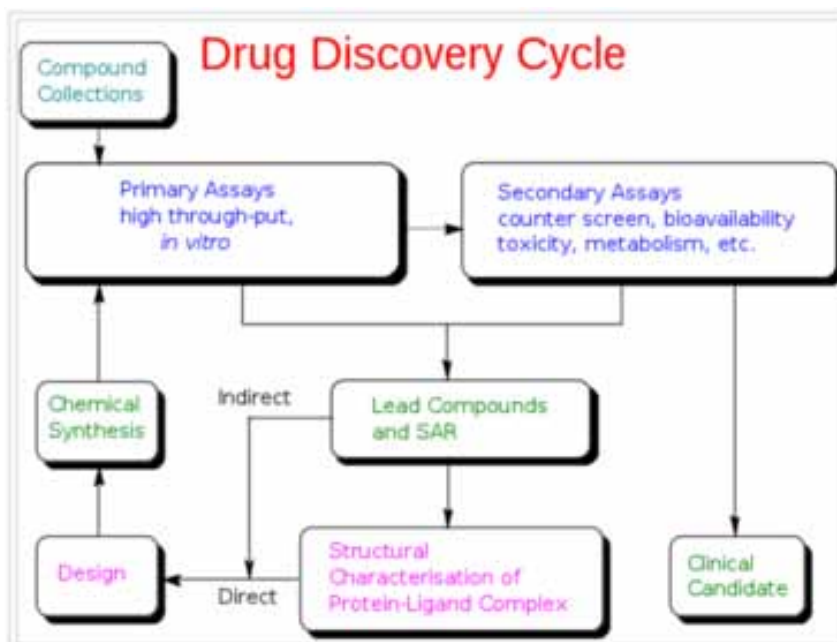 Drug Discovery Cycle
Compound
Collections
Primary Assays
high through-put,
in vitro
Secondary Assays
counter screen, bioavailability
toxicity, metabolism, etc.
Chemical
Synthesis
Indirect
Lead Compounds
and SAR
Design
Direct
Structural
Characterisation of
Protein-Ligand Complex
Clinical
Candidate